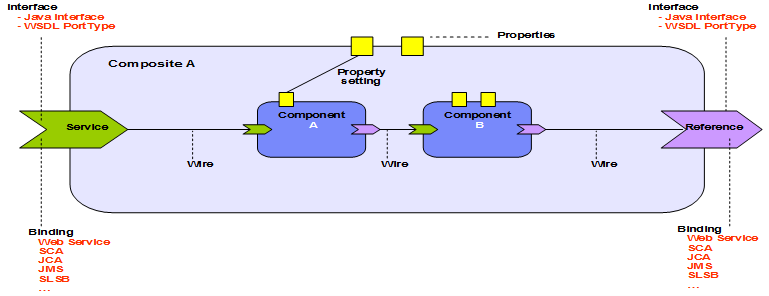 Interface
- Java Interface
- WSDL PortType
Interface
- Java Interface
- WSDL PortType
Properties
Composite A
Property
setting
Component
A
Component
B
Service
Reference
Wire
Wire
Wire
Binding
Web Service
SCA
JCA
JMS
SLSB
...
Binding
Web Service
SCA
JCA
JMS
SLSB
...